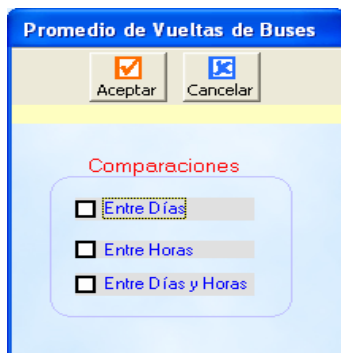 Promedio de Vueltas de Buses
Aceptar Cancelar
Comparaciones
Entre Días
Entre Horas
Entre Días y Horas